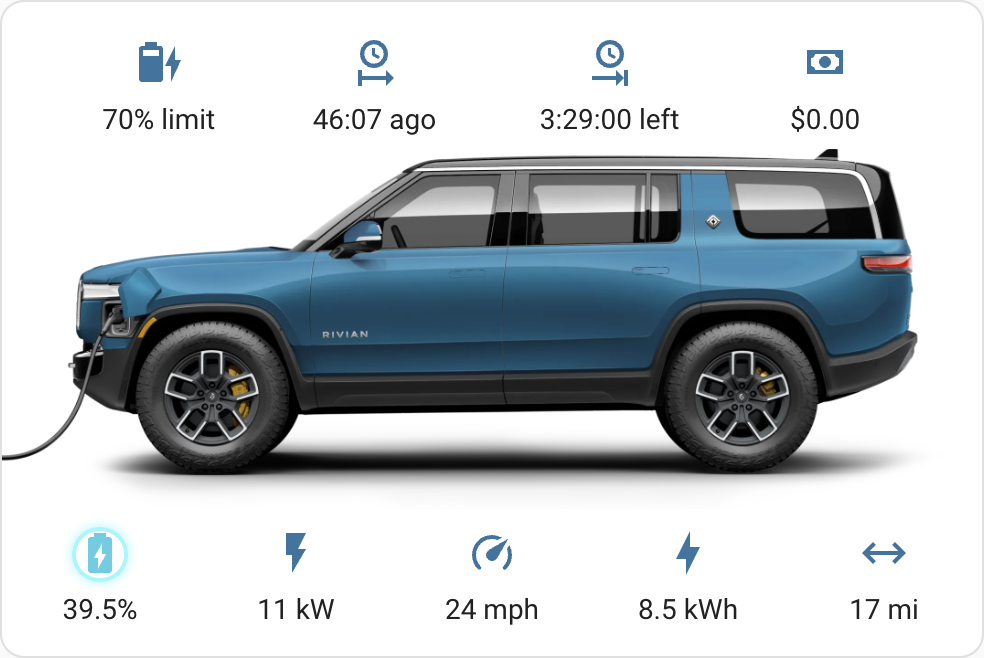 70% limit
46:07 ago
3:29:00 left
$0.00
RIVIAN
39.5%
11 kW
24 mph
8.5 kWh
17 mi